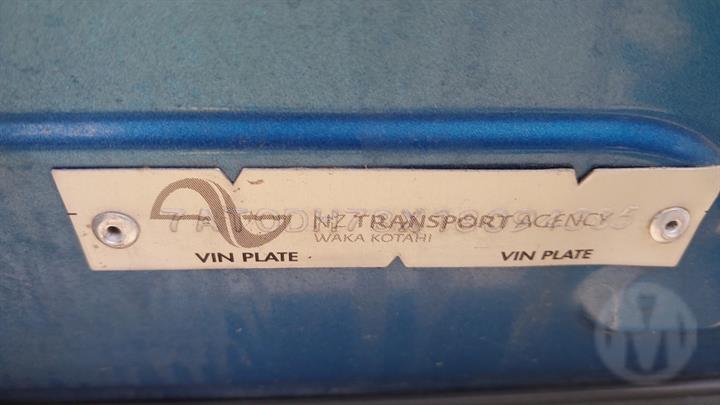 NZ TRANSPORT AGENCY
WAKA KOTAHI
VIN PLATE VIN PLATE